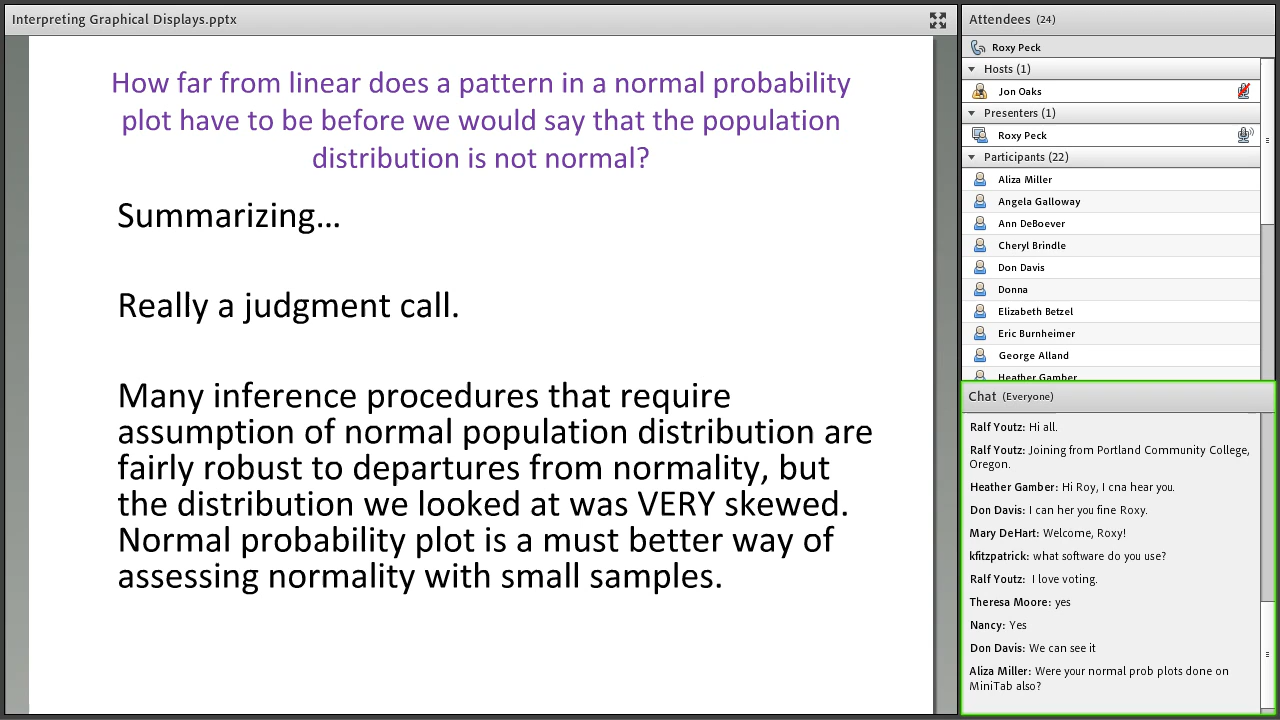 Interpreting Graphical Displays.pptx
How far from linear does a pattern in a normal probability
plot have to be before we would say that the population
distribution is not normal?
Summarizing…
Really a judgment call.
Many inference procedures that require
assumption of normal population distribution are
fairly robust to departures from normality, but
the distribution we looked at was VERY skewed.
Normal probability plot is a must better way of
assessing normality with small samples.
Attendees (24)
Roxy Peck
Hosts (1)
Jon Oaks
Presenters (1)
Roxy Peck
Participants (22)
Aliza Miller
Angela Galloway
Ann DeBoever
Cheryl Brindle
Don Davis
Donna
Elizabeth Betzel
Eric Burnheimer
George Alland
Heather Gamber
Chat (Everyone)
Ralf Youtz: Hi all.
Ralf Youtz: Joining from Portland Community College,
Oregon.
Heather Gamber: Hi Roy, I cna hear you.
Don Davis: I can her you fine Roxy.
Mary DeHart: Welcome, Roxy!
kfitzpatrick: what software do you use?
Ralf Youtz: I love voting.
Theresa Moore: yes
Nancy: Yes
Don Davis: We can see it
Aliza Miller: Were your normal prob plots done on
MiniTab also?